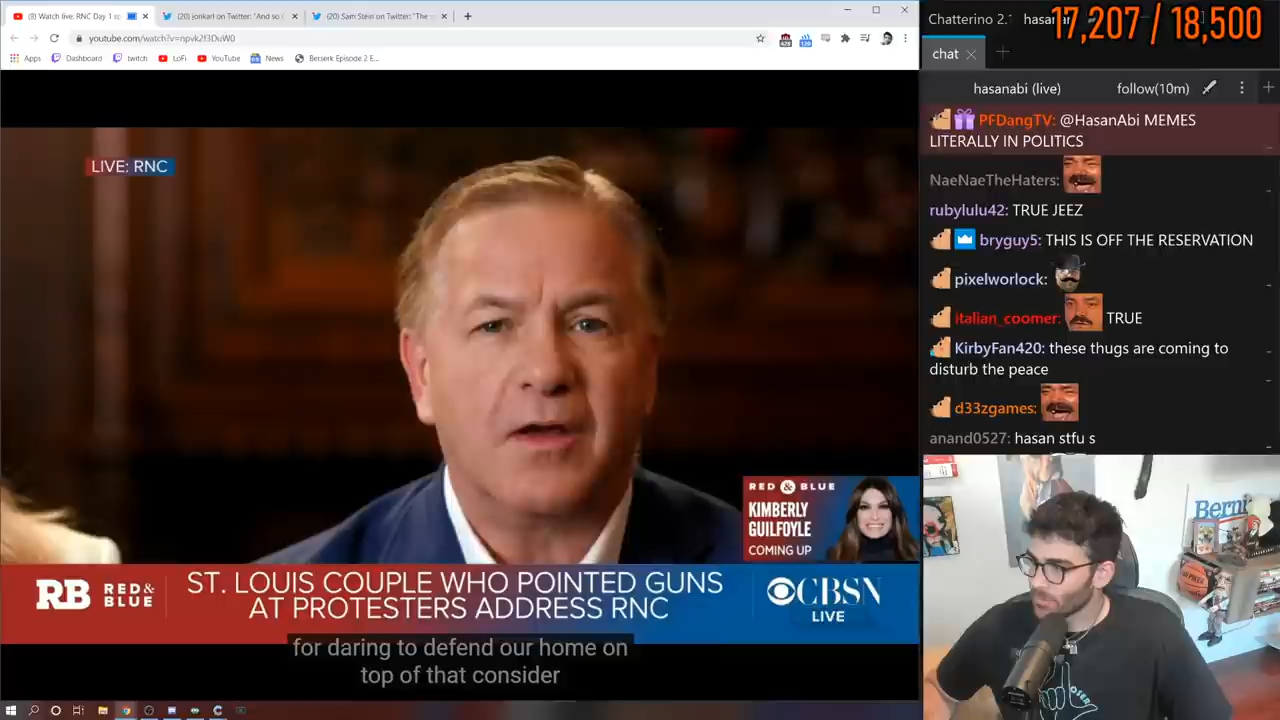 (8) Watch live: RNC Day 1 sp
(20) jonkarl on Twitter: "And so i
(20) Sam Stein on Twitter: "The
youtube.com/watch?v=npvk2f3DuW0
Apps
Dashboard
twitch
LoFi
YouTube
News
Berserk Episode 2 E...
LIVE: RNC
RED & BLUE
KIMBERLY
GUILFOYLE
COMING UP
RB RED&
BLUE
ST. LOUIS COUPLE WHO POINTED GUNS
AT PROTESTERS ADDRESS RNC
CBSN
LIVE
for daring to defend our home on
top of that consider
Chatterino 2.
hasanab
17,207 / 18,500
chat
hasanabi (live)
follow(10m)
PFDangTV: @HasanAbi MEMES
LITERALLY IN POLITICS
NaeNaeTheHaters:
rubylulu42: TRUE JEEZ
bryguy5: THIS IS OFF THE RESERVATION
pixelworlock:
italian_coomer: TRUE
KirbyFan420: these thugs are coming to
disturb the peace
d33zgames:
anand0527: hasan stfu s
Berni